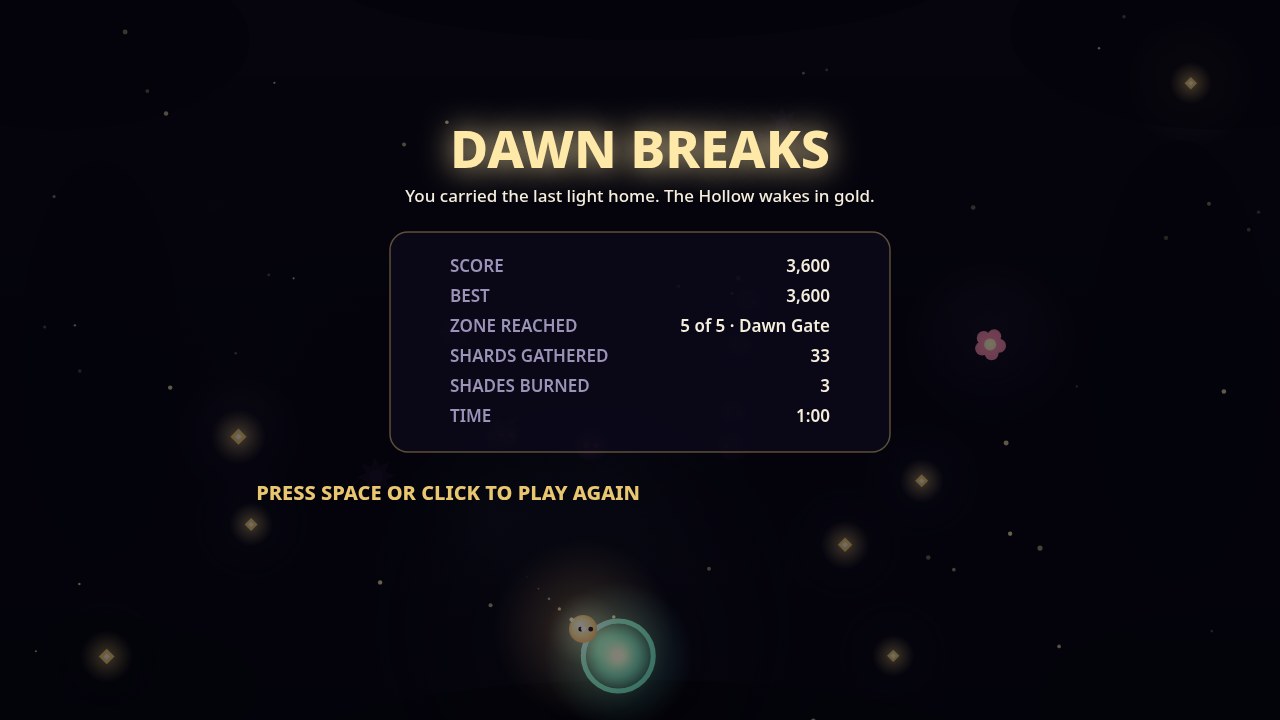 DAWN BREAKS
You carried the last light home. The Hollow wakes in gold.
SCORE 3,600
BEST 3,600
ZONE REACHED 5 of 5 · Dawn Gate
SHARDS GATHERED 33
SHADES BURNED 3
TIME 1:00
PRESS SPACE OR CLICK TO PLAY AGAIN